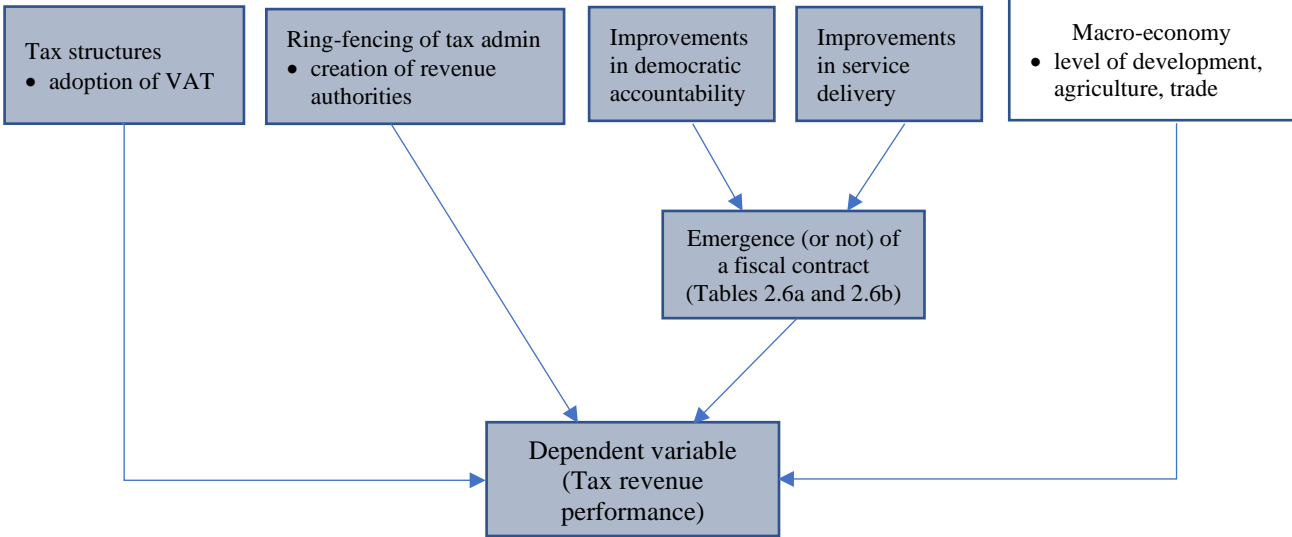 Tax structures
• adoption of VAT
Ring-fencing of tax admin
• creation of revenue
authorities
Improvements
in democratic
accountability
Improvements
in service
delivery
Macro-economy
• level of development,
agriculture, trade
Emergence (or not) of
a fiscal contract
(Tables 2.6a and 2.6b)
Dependent variable
(Tax revenue
performance)